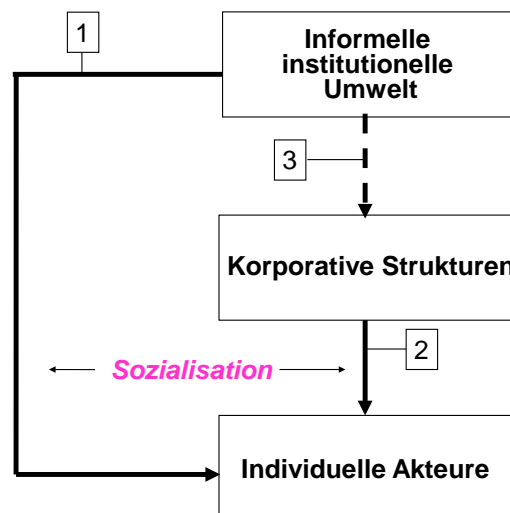 1
Informelle
institutionelle
Umwelt
3
Korporative Strukturen
2
Sozialisation
Individuelle Akteure